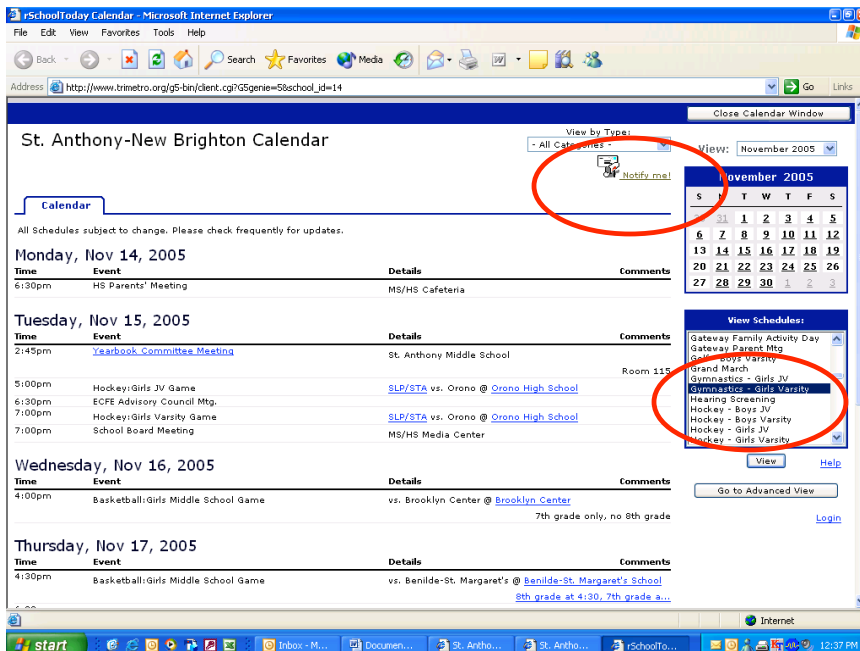 rSchoolToday Calendar - Microsoft Internet Explorer
File Edit View Favorites Tools Help
Back Search Favorites Media
Address http://www.trimetro.org/g5-bin/client.cgi?G5genie=5&school_id=14 Go Links
Close Calendar Window
St. Anthony-New Brighton Calendar
View by Type:
- All Categories -
Notify me!
View: November 2005
November 2005
S M T W T F S
31 1 2 3 4 5
6 7 8 9 10 11 12
13 14 15 16 17 18 19
20 21 22 23 24 25 26
27 28 29 30 1 2 3
Calendar
All Schedules subject to change. Please check frequently for updates.
Monday, Nov 14, 2005
Time Event Details Comments
6:30pm HS Parents' Meeting MS/HS Cafeteria
Tuesday, Nov 15, 2005
Time Event Details Comments
2:45pm Yearbook Committee Meeting St. Anthony Middle School
Room 115
5:00pm Hockey:Girls JV Game SLP/STA vs. Orono @ Orono High School
6:30pm ECFE Advisory Council Mtg.
7:00pm Hockey:Girls Varsity Game SLP/STA vs. Orono @ Orono High School
7:00pm School Board Meeting MS/HS Media Center
Wednesday, Nov 16, 2005
Time Event Details Comments
4:00pm Basketball:Girls Middle School Game vs. Brooklyn Center @ Brooklyn Center
7th grade only, no 8th grade
Thursday, Nov 17, 2005
Time Event Details Comments
4:30pm Basketball:Girls Middle School Game vs. Benilde-St. Margaret's @ Benilde-St. Margaret's School
8th grade at 4:30, 7th grade a...
View Schedules:
Gateway Family Activity Day
Gateway Parent Mtg
Golf - Boys Varsity
Grand March
Gymnastics - Girls JV
Gymnastics - Girls Varsity
Hearing Screening
Hockey - Boys JV
Hockey - Boys Varsity
Hockey - Girls JV
Hockey - Girls Varsity
View Help
Go to Advanced View
Login
Internet
start Inbox - M... Documen... St. Antho... St. Antho... rSchoolTo... 12:37 PM